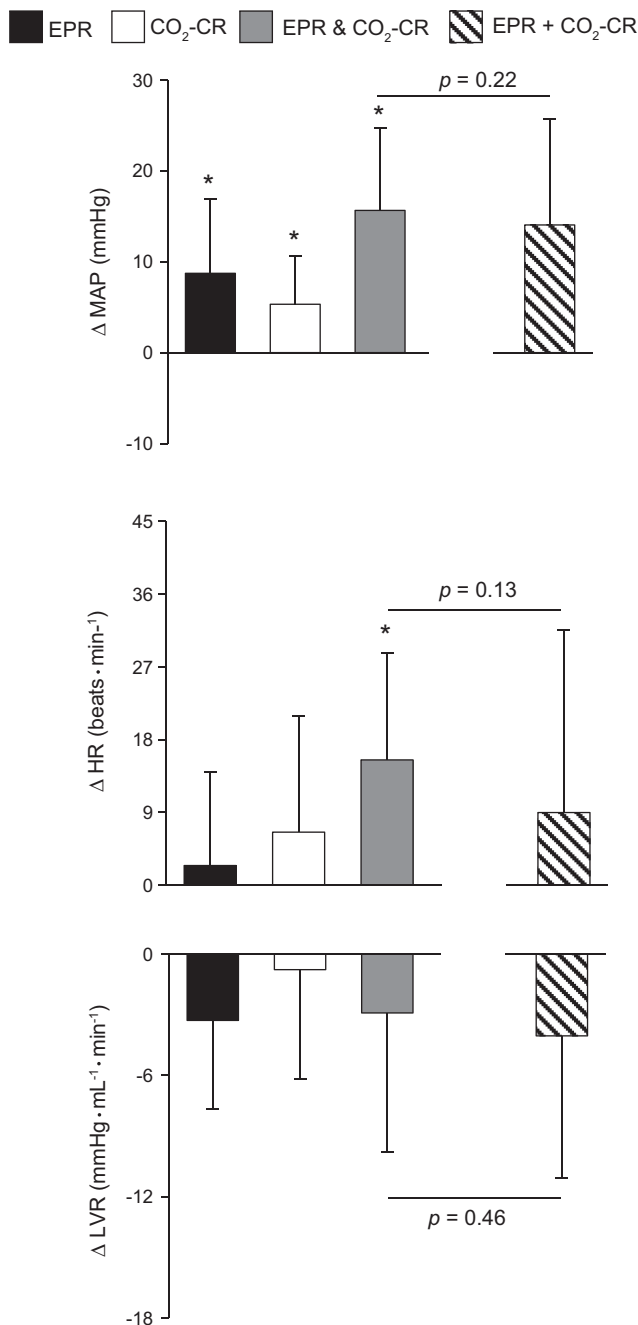 EPR CO₂-CR EPR & CO₂-CR EPR + CO₂-CR
p = 0.22
30
*
20
*
*
10
0
-10
Δ MAP (mmHg)
45
36
p = 0.13
*
27
18
9
0
Δ HR (beats·min-¹)
0
-6
-12
p = 0.46
-18
Δ LVR (mmHg·mL⁻¹·min⁻¹)